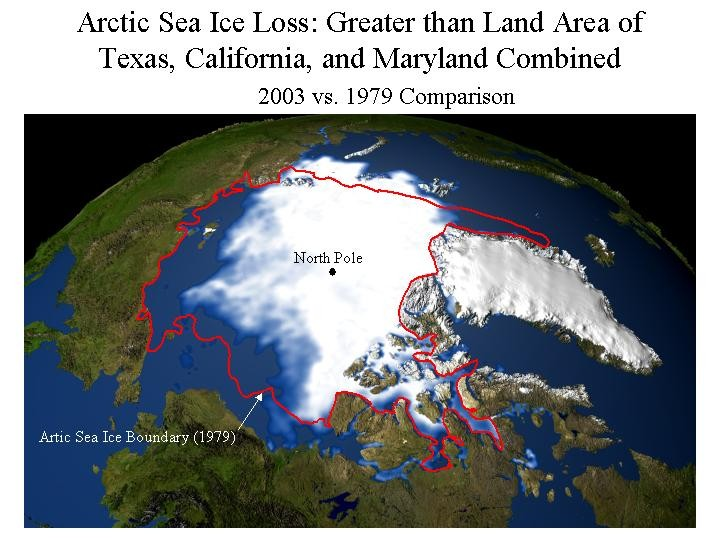 Arctic Sea Ice Loss: Greater than Land Area of
Texas, California, and Maryland Combined
2003 vs. 1979 Comparison
North Pole
Artic Sea Ice Boundary (1979)